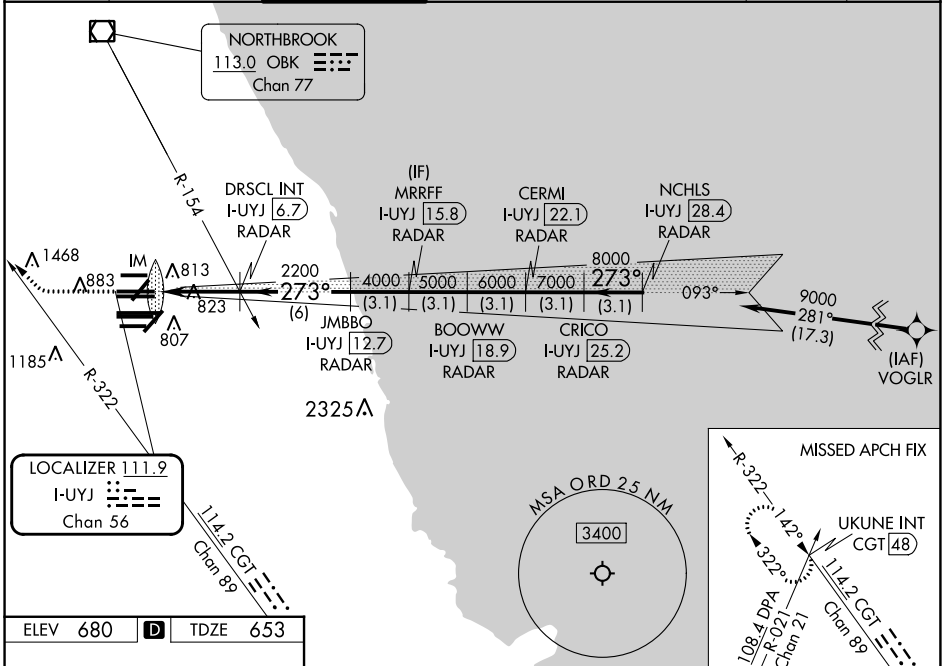 NORTHBROOK
113.0 OBK
Chan 77
R-154
DRSCL INT
I-UYJ 6.7
RADAR
(IF)
MRRFF
I-UYJ 15.8
RADAR
CERMI
I-UYJ 22.1
RADAR
NCHLS
I-UYJ 28.4
RADAR
1468
883
IM
813
823
807
2200
273°
(6)
4000
(3.1)
5000
(3.1)
6000
(3.1)
7000
(3.1)
8000
273°
(3.1)
093°
9000
281°
(17.3)
(IAF)
VOGLR
JMBBO
I-UYJ 12.7
RADAR
BOOWW
I-UYJ 18.9
RADAR
CRICO
I-UYJ 25.2
RADAR
1185
R-322
2325
LOCALIZER 111.9
I-UYJ
Chan 56
114.2 CGT
Chan 89
MSA ORD 25 NM
3400
MISSED APCH FIX
R-322
142°
322°
UKUNE INT
CGT 48
114.2 CGT
Chan 89
108.4 DPA
R-021
Chan 21
ELEV 680 D TDZE 653